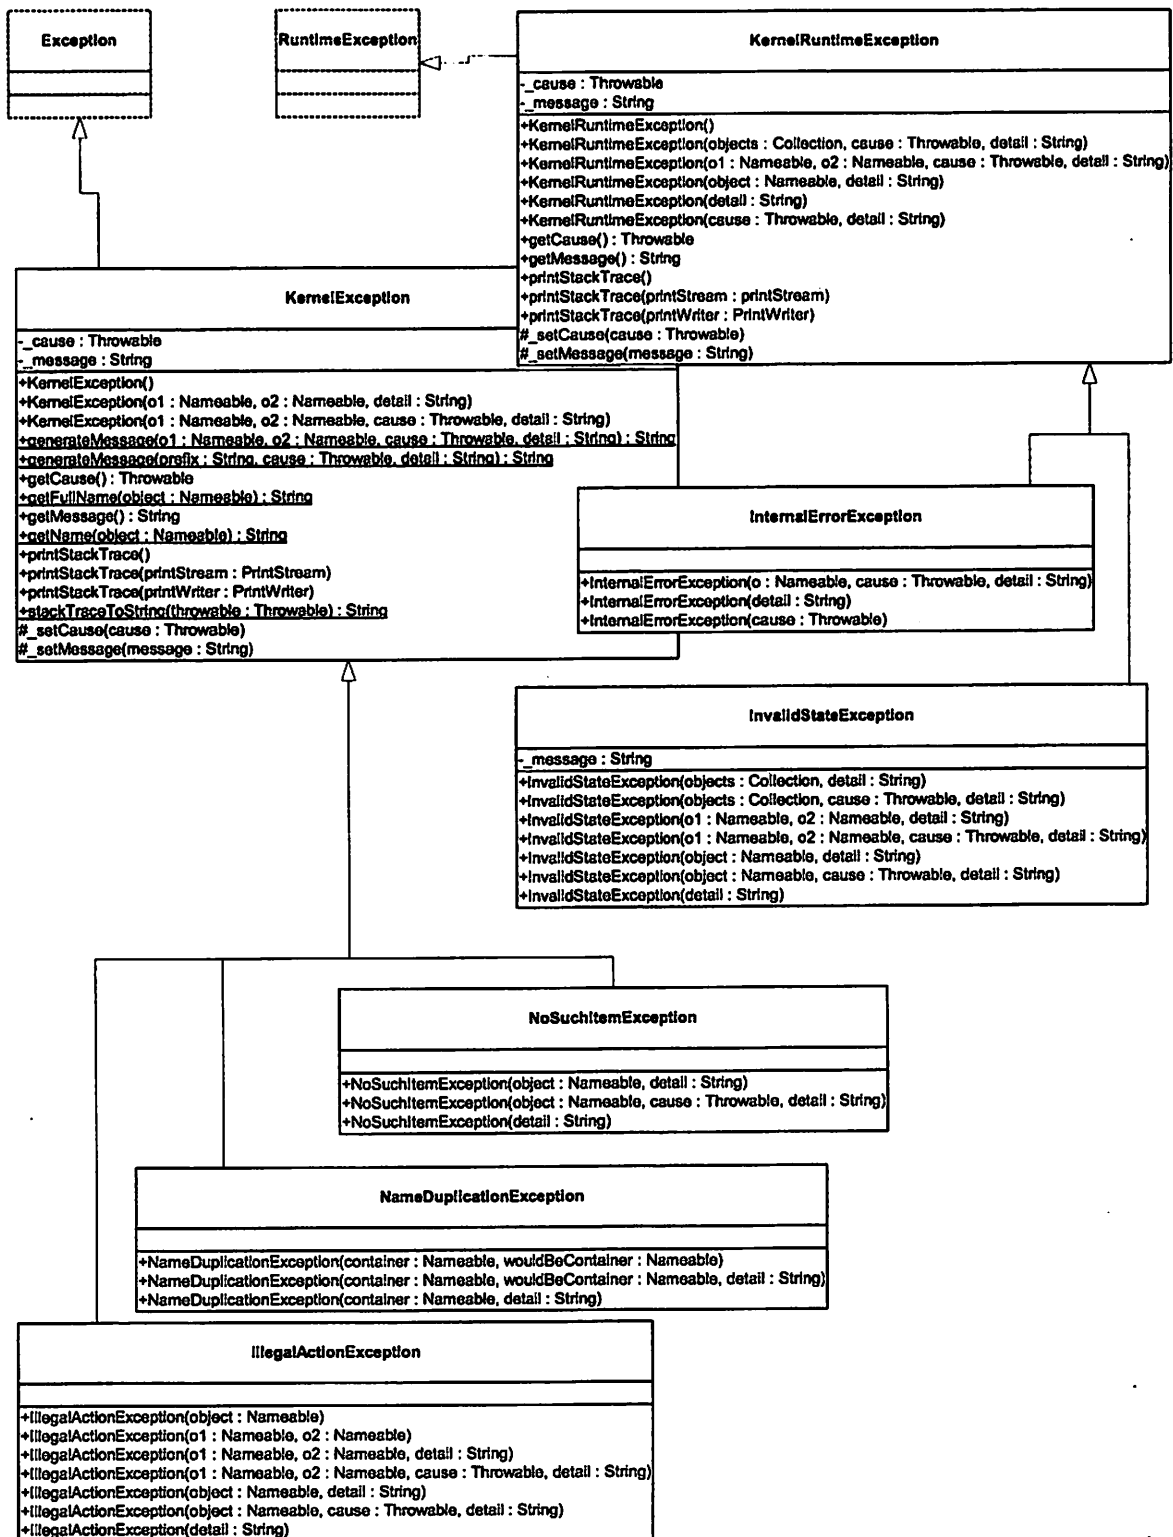 Exception
RuntimeException
KernelRuntimeException
-_cause : Throwable
-_message : String
+KernelRuntimeException()
+KernelRuntimeException(objects : Collection, cause : Throwable, detail : String)
+KernelRuntimeException(o1 : Nameable, o2 : Nameable, cause : Throwable, detail : String)
+KernelRuntimeException(object : Nameable, detail : String)
+KernelRuntimeException(detail : String)
+KernelRuntimeException(cause : Throwable, detail : String)
+getCause() : Throwable
+getMessage() : String
+printStackTrace()
+printStackTrace(printStream : printStream)
+printStackTrace(printWriter : PrintWriter)
#_setCause(cause : Throwable)
#_setMessage(message : String)
KernelException
-_cause : Throwable
-_message : String
+KernelException()
+KernelException(o1 : Nameable, o2 : Nameable, detail : String)
+KernelException(o1 : Nameable, o2 : Nameable, cause : Throwable, detail : String)
+generateMessage(o1 : Nameable, o2 : Nameable, cause : Throwable, detail : String) : String
+generateMessage(prefix : String, cause : Throwable, detail : String) : String
+getCause() : Throwable
+getFullName(object : Nameable) : String
+getMessage() : String
+getName(object : Nameable) : String
+printStackTrace()
+printStackTrace(printStream : PrintStream)
+printStackTrace(printWriter : PrintWriter)
+stackTraceToString(throwable : Throwable) : String
#_setCause(cause : Throwable)
#_setMessage(message : String)
InternalErrorException
+InternalErrorException(o : Nameable, cause : Throwable, detail : String)
+InternalErrorException(detail : String)
+InternalErrorException(cause : Throwable)
InvalidStateException
-_message : String
+InvalidStateException(objects : Collection, detail : String)
+InvalidStateException(objects : Collection, cause : Throwable, detail : String)
+InvalidStateException(o1 : Nameable, o2 : Nameable, detail : String)
+InvalidStateException(o1 : Nameable, o2 : Nameable, cause : Throwable, detail : String)
+InvalidStateException(object : Nameable, detail : String)
+InvalidStateException(object : Nameable, cause : Throwable, detail : String)
+InvalidStateException(detail : String)
NoSuchItemException
+NoSuchItemException(object : Nameable, detail : String)
+NoSuchItemException(object : Nameable, cause : Throwable, detail : String)
+NoSuchItemException(detail : String)
NameDuplicationException
+NameDuplicationException(container : Nameable, wouldBeContainer : Nameable)
+NameDuplicationException(container : Nameable, wouldBeContainer : Nameable, detail : String)
+NameDuplicationException(container : Nameable, detail : String)
IllegalActionException
+IllegalActionException(object : Nameable)
+IllegalActionException(o1 : Nameable, o2 : Nameable)
+IllegalActionException(o1 : Nameable, o2 : Nameable, detail : String)
+IllegalActionException(o1 : Nameable, o2 : Nameable, cause : Throwable, detail : String)
+IllegalActionException(object : Nameable, detail : String)
+IllegalActionException(object : Nameable, cause : Throwable, detail : String)
+IllegalActionException(detail : String)